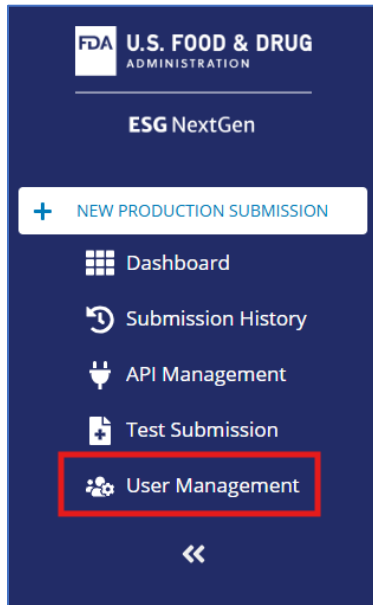 FDA U.S. FOOD & DRUG
ADMINISTRATION
ESG NextGen
+ NEW PRODUCTION SUBMISSION
Dashboard
Submission History
API Management
Test Submission
User Management
«